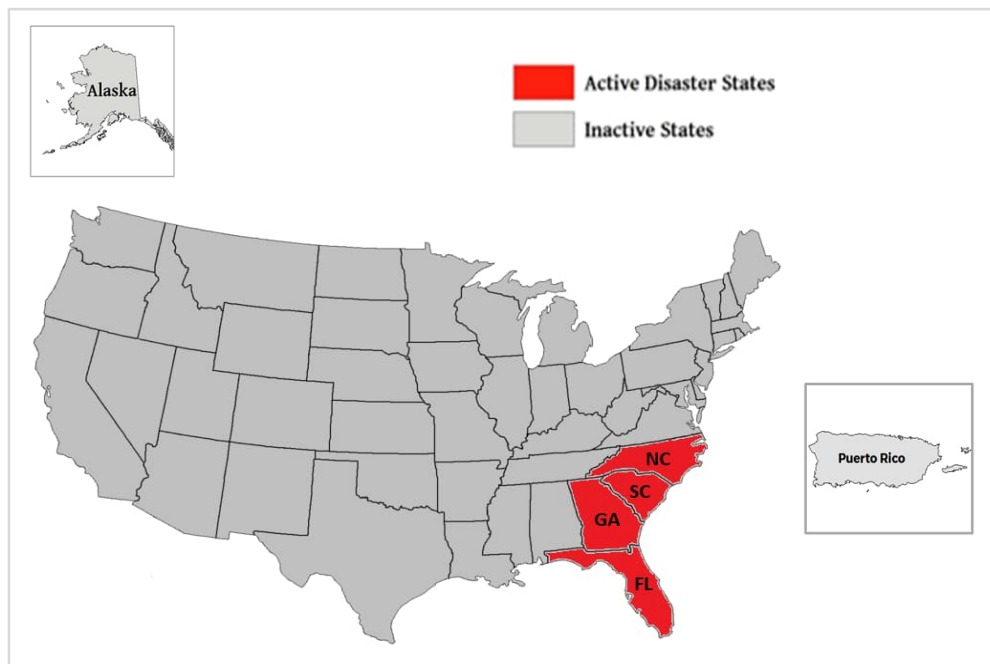 Alaska
Active Disaster States
Inactive States
NC
SC
GA
FL
Puerto Rico